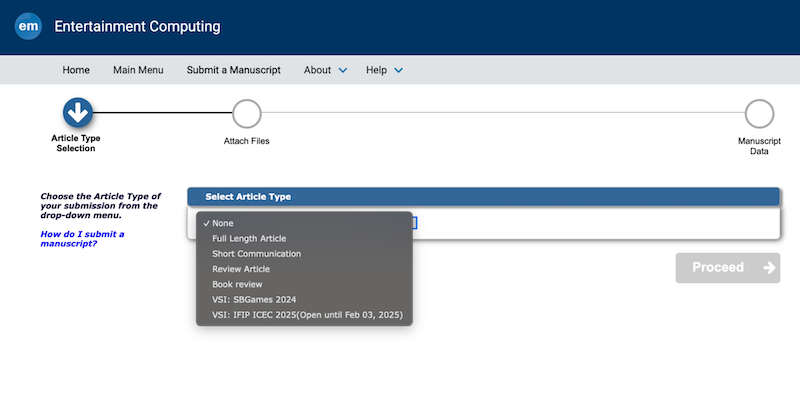 em Entertainment Computing
Home Main Menu Submit a Manuscript About Help
Article Type
Selection
Attach Files
Manuscript
Data
Choose the Article Type of
your submission from the
drop-down menu.
How do I submit a
manuscript?
Select Article Type
✓ None
Full Length Article
Short Communication
Review Article
Book review
VSI: SBGames 2024
VSI: IFIP ICEC 2025(Open until Feb 03, 2025)
Proceed